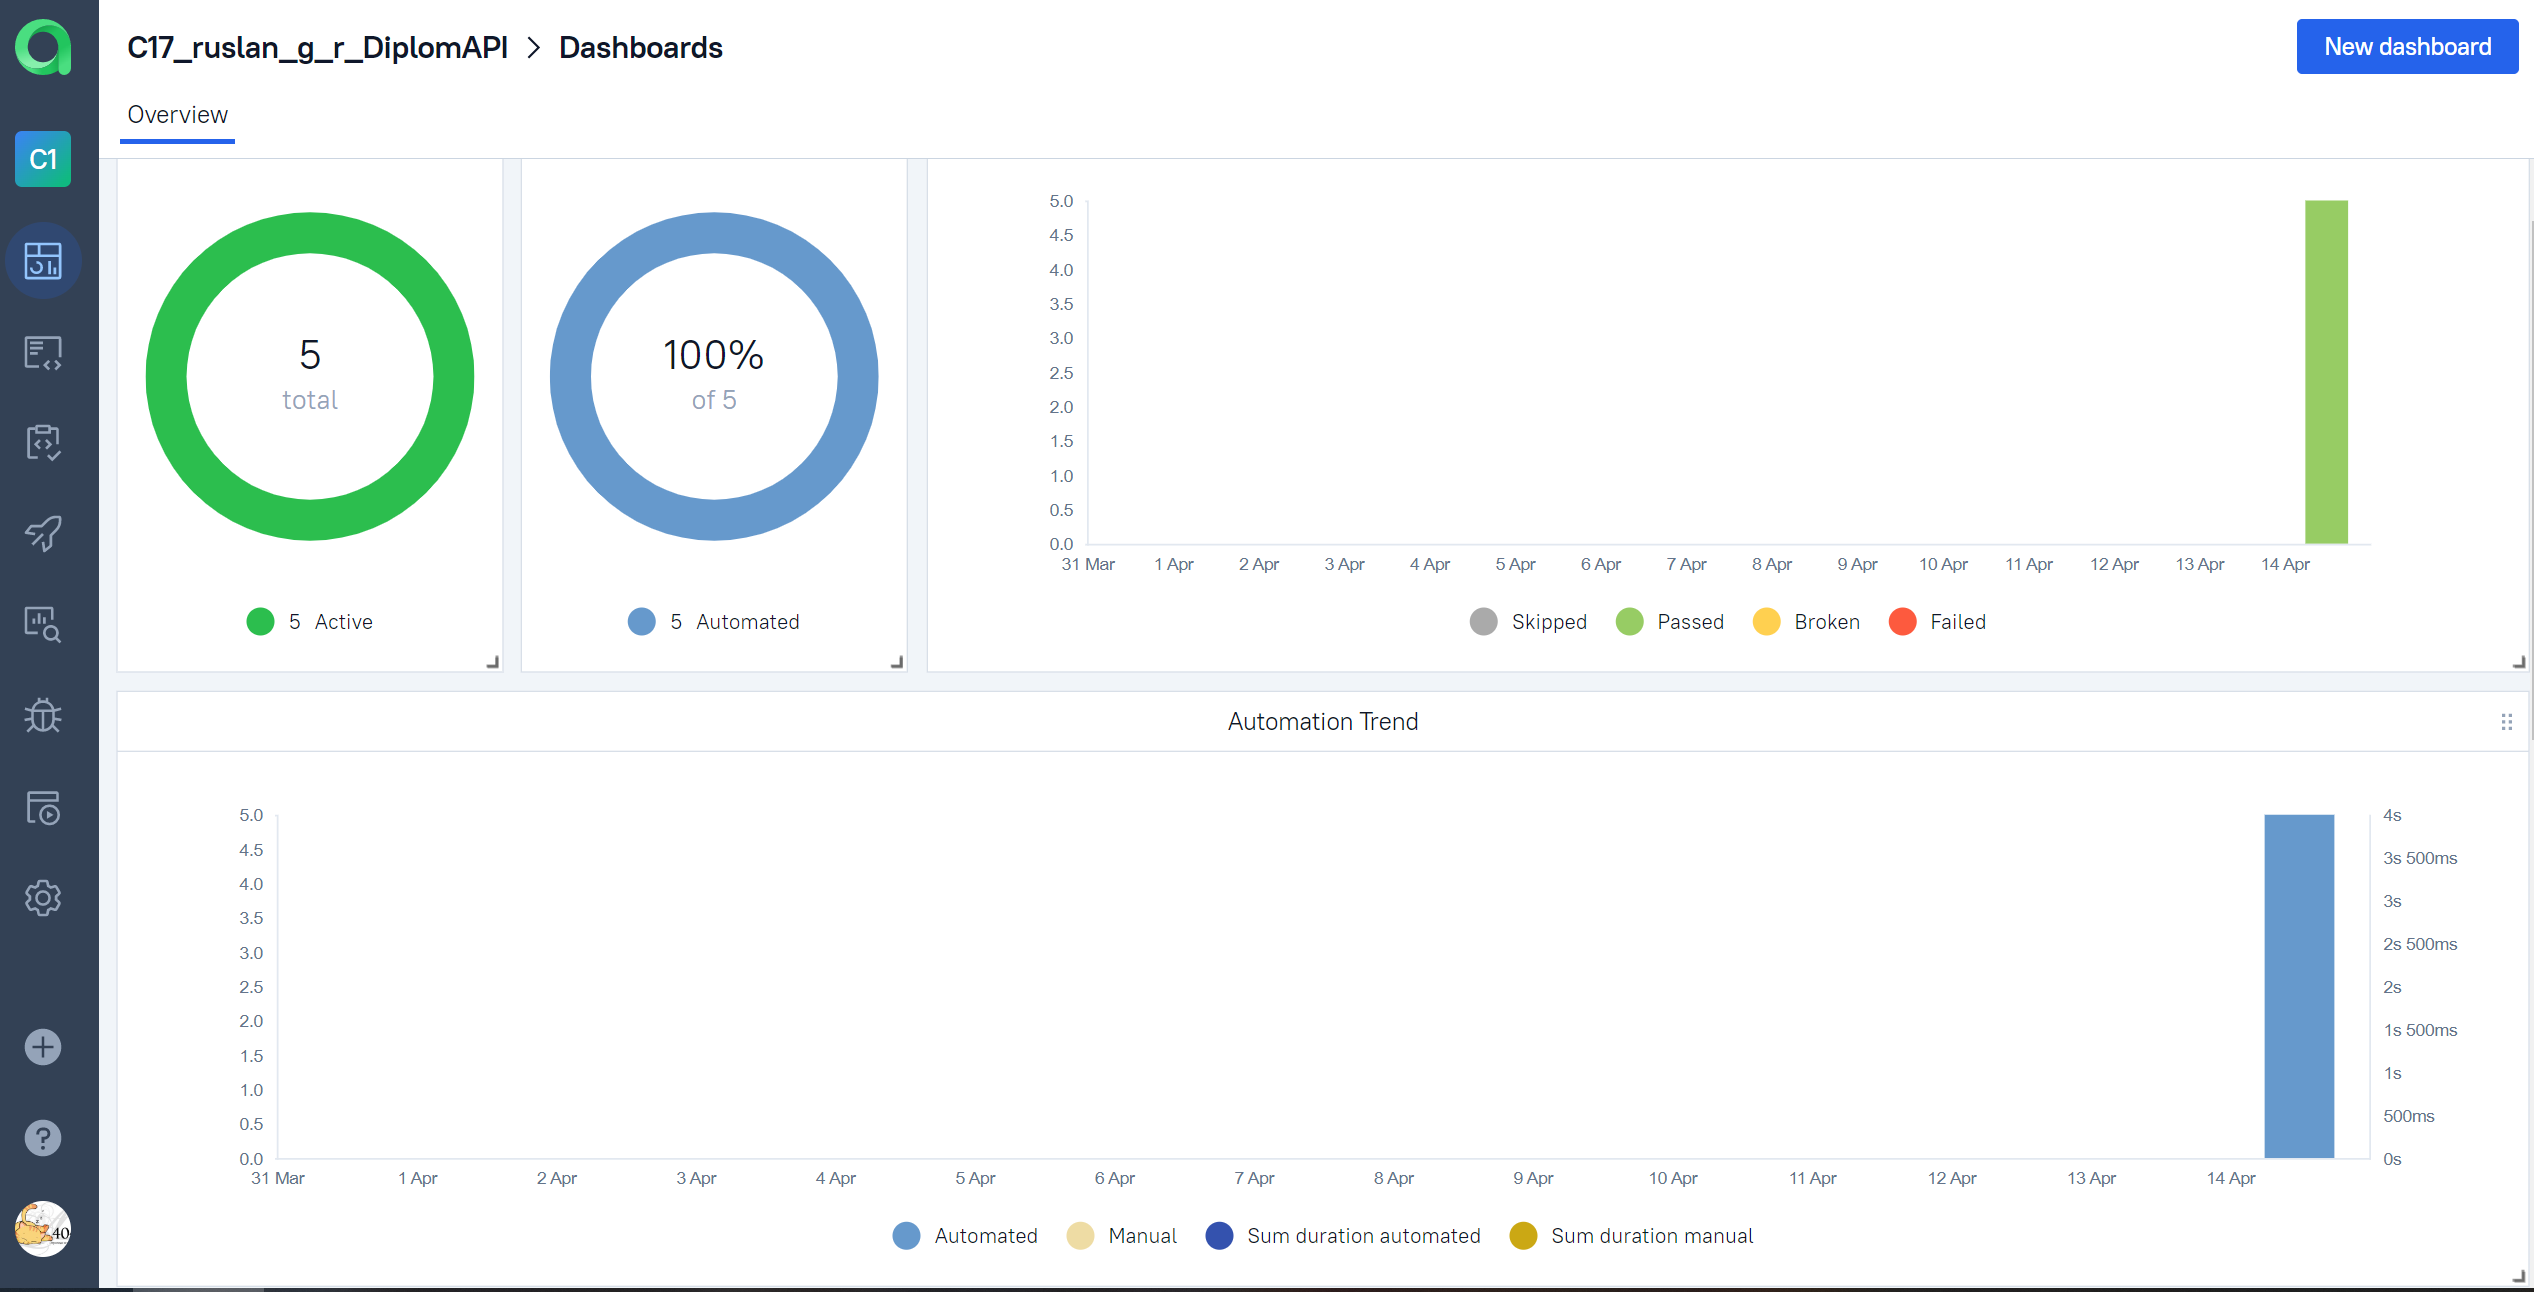 C17_ruslan_g_r_DiplomAPI > Dashboards
New dashboard
Overview
C1
5
total
5 Active
100%
of 5
5 Automated
5.0
4.5
4.0
3.5
3.0
2.5
2.0
1.5
1.0
0.5
0.0
31 Mar 1 Apr 2 Apr 3 Apr 4 Apr 5 Apr 6 Apr 7 Apr 8 Apr 9 Apr 10 Apr 11 Apr 12 Apr 13 Apr 14 Apr
Skipped Passed Broken Failed
Automation Trend
5.0
4.5
4.0
3.5
3.0
2.5
2.0
1.5
1.0
0.5
0.0
4s
3s 500ms
3s
2s 500ms
2s
1s 500ms
1s
500ms
0s
31 Mar 1 Apr 2 Apr 3 Apr 4 Apr 5 Apr 6 Apr 7 Apr 8 Apr 9 Apr 10 Apr 11 Apr 12 Apr 13 Apr 14 Apr
Automated Manual Sum duration automated Sum duration manual
?
40